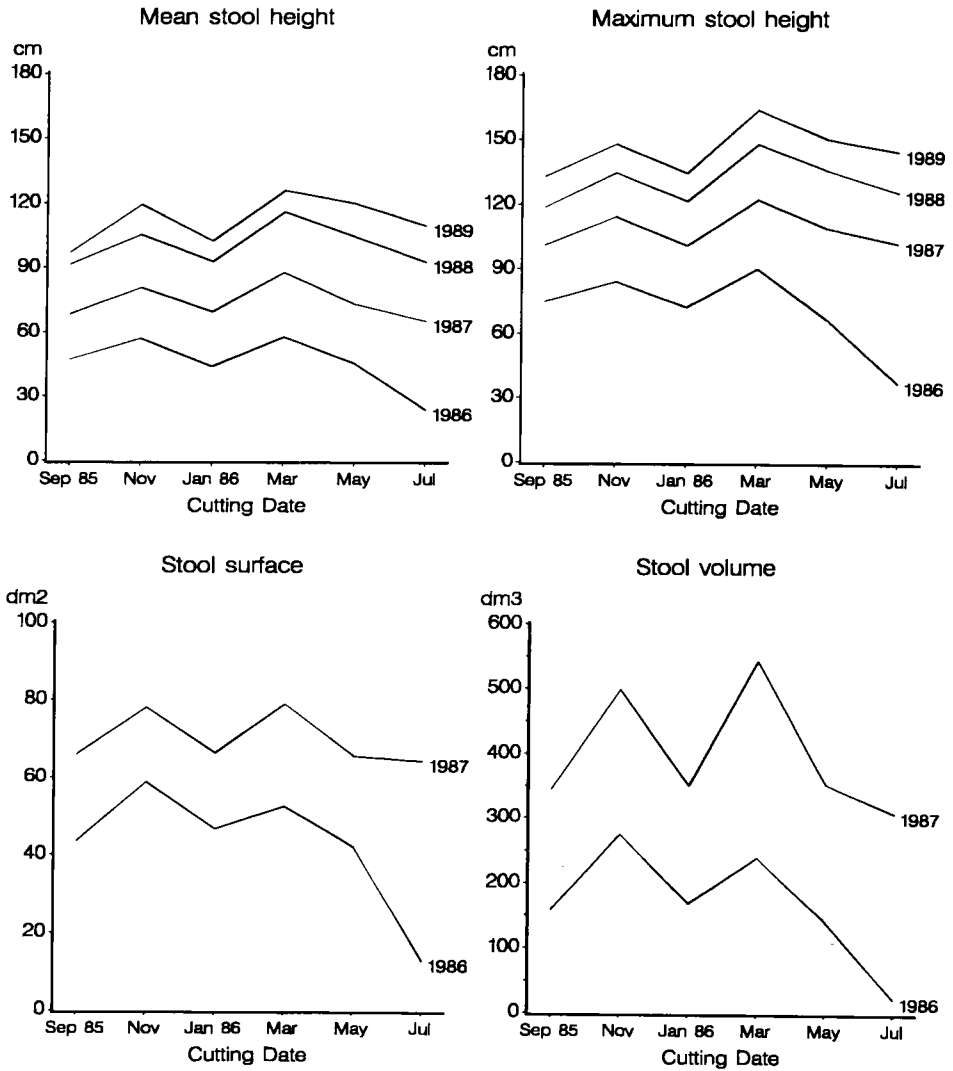 Mean stool height
cm
180
150
120
90
60
30
0
1989
1988
1987
1986
Sep 85 Nov Jan 86 Mar May Jul
Cutting Date
Maximum stool height
cm
180
150
120
90
60
30
0
1989
1988
1987
1986
Sep 85 Nov Jan 86 Mar May Jul
Cutting Date
Stool surface
dm2
100
80
60
40
20
0
1987
1986
Sep 85 Nov Jan 86 Mar May Jul
Cutting Date
Stool volume
dm3
600
500
400
300
200
100
0
1987
1986
Sep 85 Nov Jan 86 Mar May Jul
Cutting Date